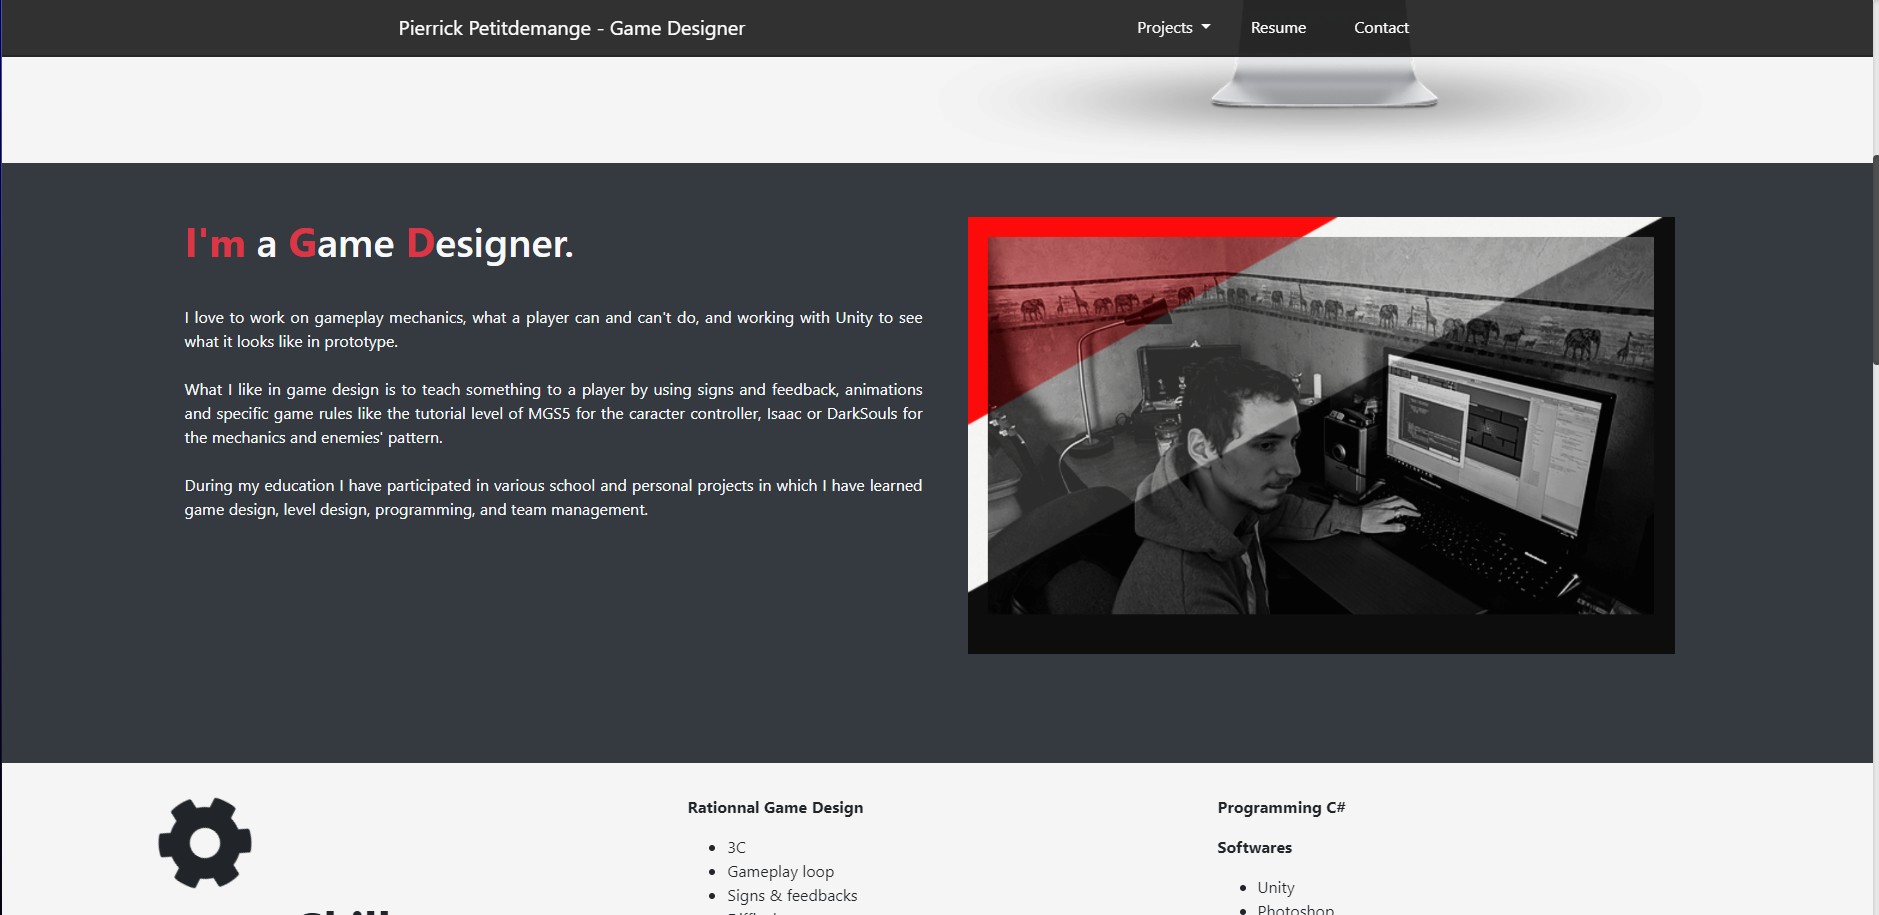 Pierrick Petitdemange - Game Designer
Projects
Resume
Contact
I'm a Game Designer.
I love to work on gameplay mechanics, what a player can and can't do, and working with Unity to see
what it looks like in prototype.
What I like in game design is to teach something to a player by using signs and feedback, animations
and specific game rules like the tutorial level of MGS5 for the caracter controller, Isaac or DarkSouls for
the mechanics and enemies' pattern.
During my education I have participated in various school and personal projects in which I have learned
game design, level design, programming, and team management.
Rationnal Game Design
3C
Gameplay loop
Signs & feedbacks
Programming C#
Softwares
Unity
Photoshop